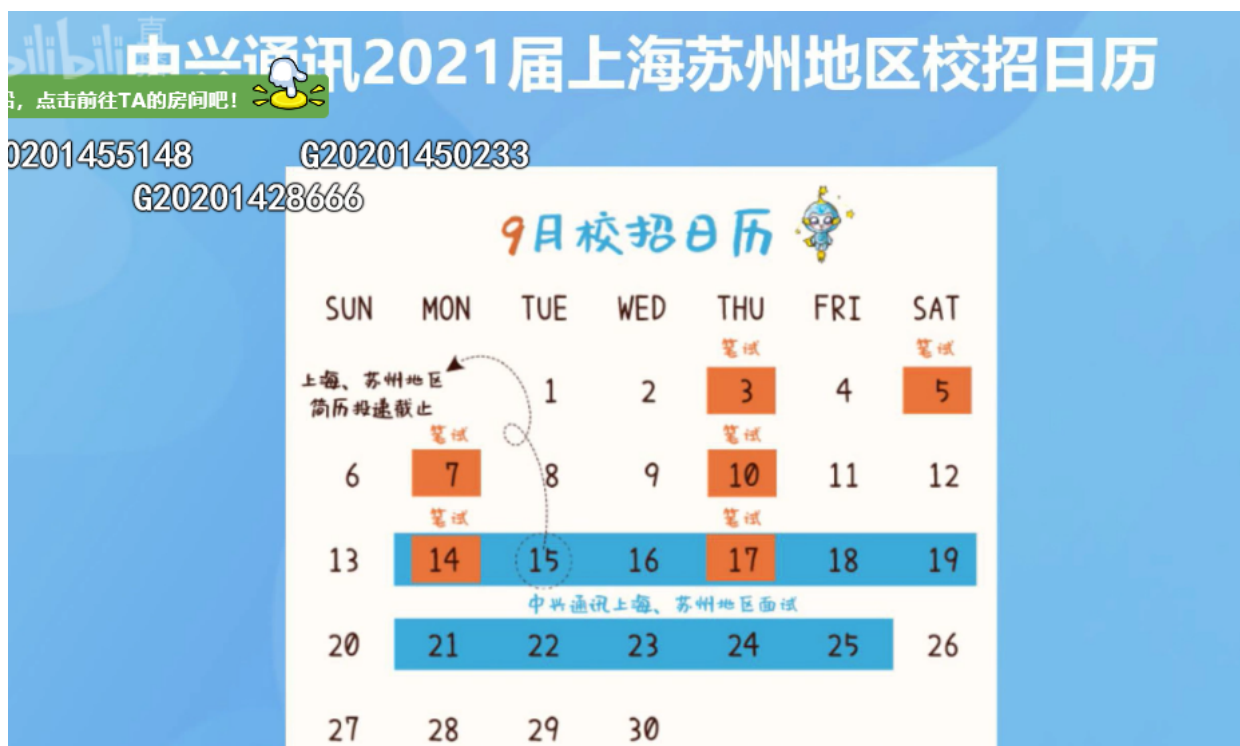 bilibili 直播
中兴通讯2021届上海苏州地区校招日历
，点击前往TA的房间吧！
0201455148 G20201450233
G20201428666
9月校招日历
SUN MON TUE WED THU FRI SAT
笔试 笔试
上海、苏州地区
简历投递截止
1 2 3 4 5
笔试 笔试
6 7 8 9 10 11 12
笔试 笔试
13 14 15 16 17 18 19
中兴通讯上海、苏州地区面试
20 21 22 23 24 25 26
27 28 29 30